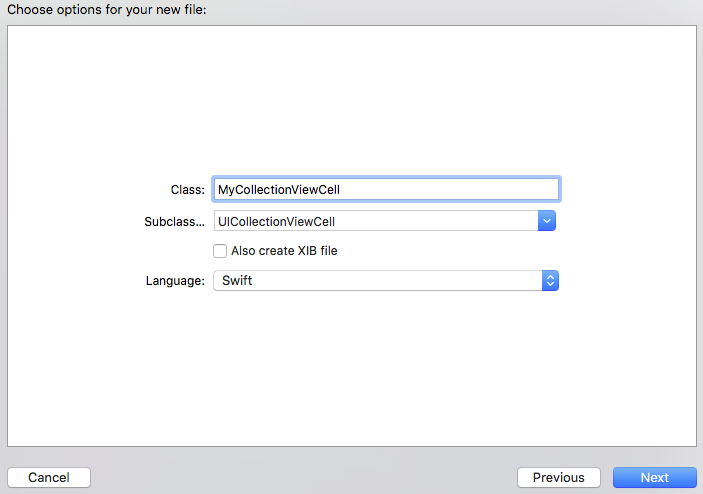 Choose options for your new file:
Class: MyCollectionViewCell
Subclass... UICollectionViewCell
Also create XIB file
Language: Swift
Cancel Previous Next